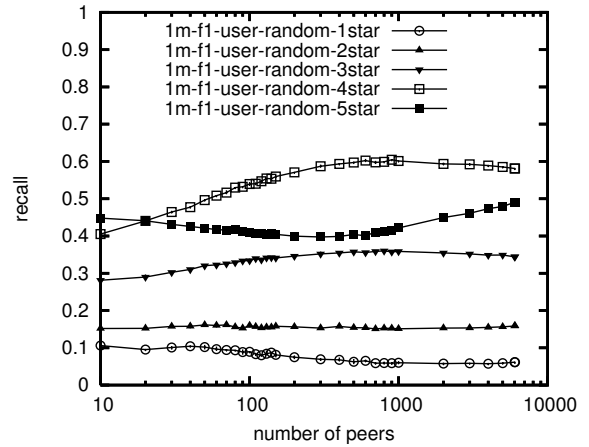 1
0.9
0.8
0.7
0.6
0.5
0.4
0.3
0.2
0.1
0
recall
1m-f1-user-random-1star
1m-f1-user-random-2star
1m-f1-user-random-3star
1m-f1-user-random-4star
1m-f1-user-random-5star
10 100 1000 10000
number of peers